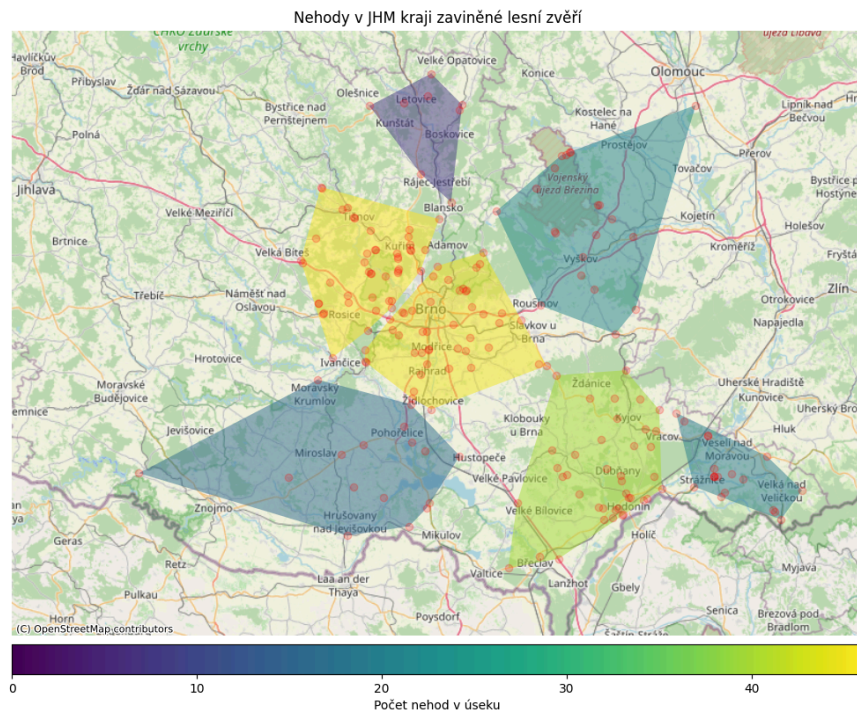 Nehody v JHM kraji zaviněné lesní zvěří
CHKO Žďárské
vrchy
Velké Opatovice
Konice
Olomouc
Havlíčkův
Brod
Přibyslav
Žďár nad Sázavou
Olešnice
Letovice
Bystřice nad
Pernštejnem
Kunštát
Kostelec na
Hané
Lipník nad
Bečvou
Polná
Boskovice
Prostějov
Přerov
Tovačov
Jihlava
Rájec-Jestřebí
Vojenský
újezd Březina
Bystřice p
Hostýne
Velké Meziříčí
Blansko
Tišnov
Kojetín
Holešov
Brtnice
Velká Bíteš
Kuřim
Adamov
Kroměříž
Vyškov
Fryštá
Třebíč
Náměšť nad
Oslavou
Rosice
Brno
Rousínov
Otrokovice
Zlín
Slavkov u
Brna
Napajedla
Modřice
Hrotovice
Ivančice
Rajhrad
Moravské
Budějovice
Moravský
Krumlov
Židlochovice
Ždánice
Uherské Hradiště
Kunovice
Uherský Bro
Jevišovice
Pohořelice
Klobouky
u Brna
Kyjov
Vracov
Hluk
Miroslav
Hustopeče
Veselí nad
Moravou
Znojmo
Velké Pavlovice
Dubňany
Strážnice
Velká nad
Veličkou
Hrušovany
nad Jevišovkou
Velké Bílovice
Hodonín
Geras
Mikulov
Holíč
Retz
Laa an der
Thaya
Valtice
Břeclav
Lanžhot
Gbely
Myjava
Pulkau
Senica
Brezová pod
Bradlom
Horn
Poysdorf
Šaštín-Stráže
(C) OpenStreetMap contributors
0 10 20 30 40
Počet nehod v úseku